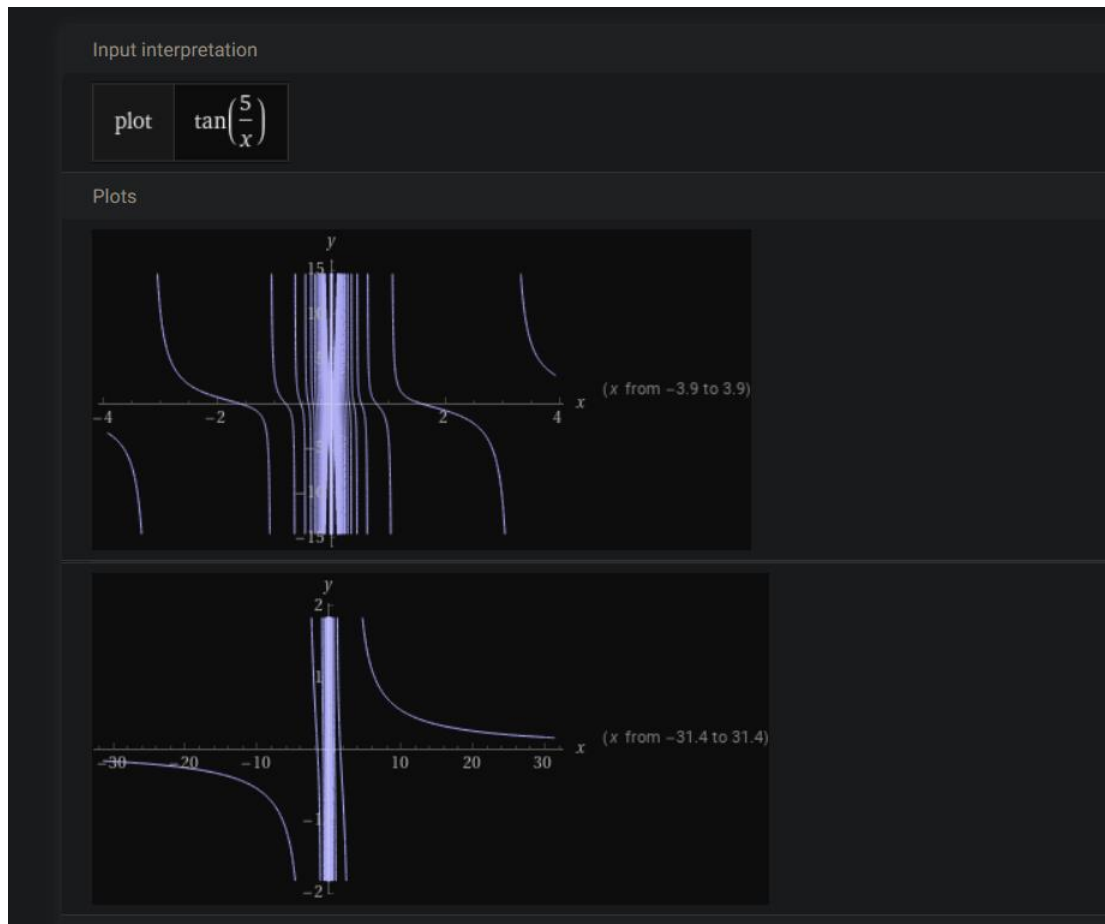 Input interpretation
plot tan(5/x)
Plots
y
15
10
-4 -2 2 4 x (x from -3.9 to 3.9)
-5
-10
-15
y
2
1
-30 -20 -10 10 20 30 x (x from -31.4 to 31.4)
-1
-2